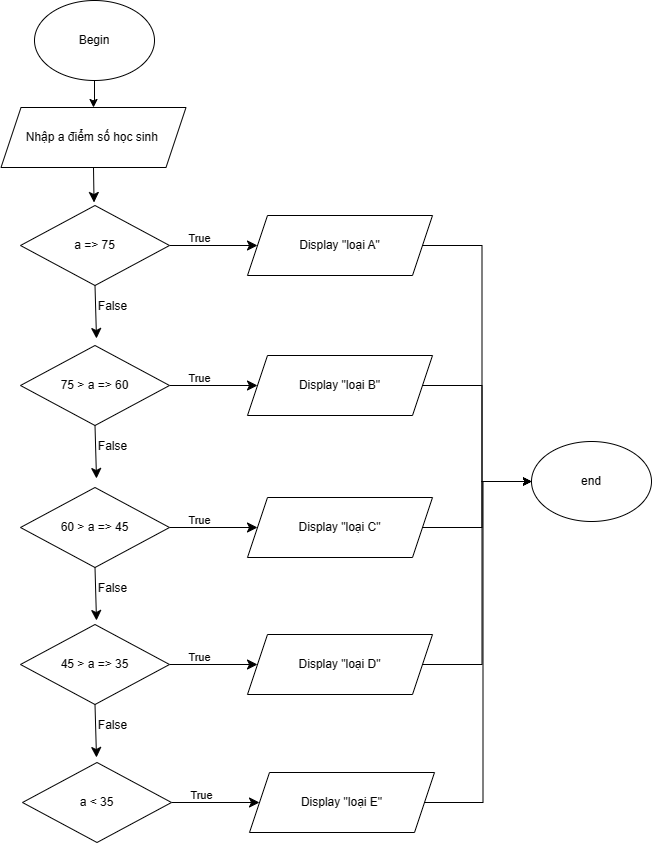 Begin
Nhập a điểm số học sinh
a => 75
True
Display "loại A"
False
75 > a => 60
True
Display "loại B"
False
end
60 > a => 45
True
Display "loại C"
False
45 > a => 35
True
Display "loại D"
False
a < 35
True
Display "loại E"